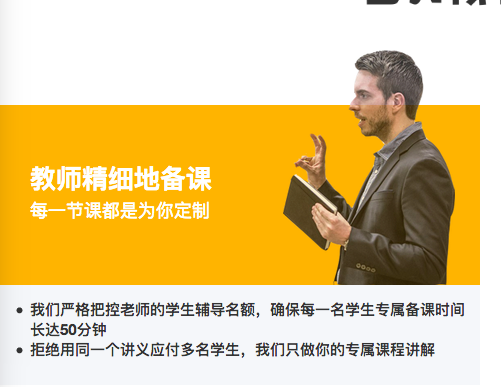 教师精细地备课
每一节课都是为你定制
• 我们严格把控老师的学生辅导名额，确保每一名学生专属备课时间
长达50分钟
• 拒绝用同一个讲义应付多名学生，我们只做你的专属课程讲解